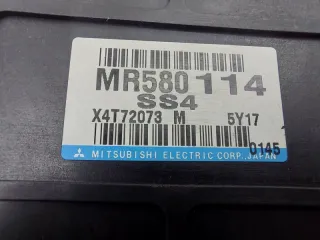 MR580114
SS4
X4T72073 M 5Y17
0145
MITSUBISHI ELECTRIC CORP., JAPAN